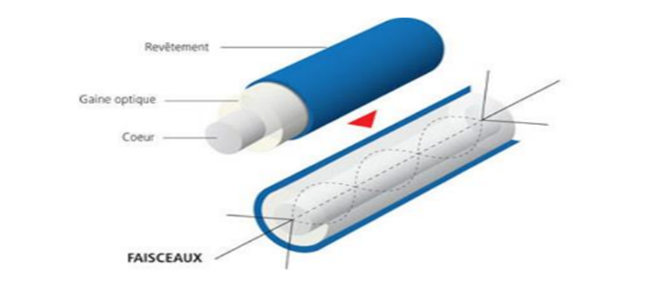 Revêtement
Gaine optique
Coeur
FAISCEAUX